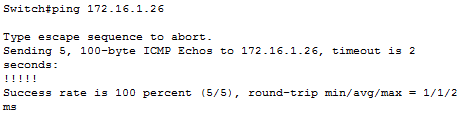 Switch#ping 172.16.1.26
Type escape sequence to abort.
Sending 5, 100-byte ICMP Echos to 172.16.1.26, timeout is 2
seconds:
!!!!!
Success rate is 100 percent (5/5), round-trip min/avg/max = 1/1/2
ms